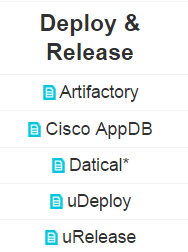 Deploy &
Release
Artifactory
Cisco AppDB
Datical*
uDeploy
uRelease